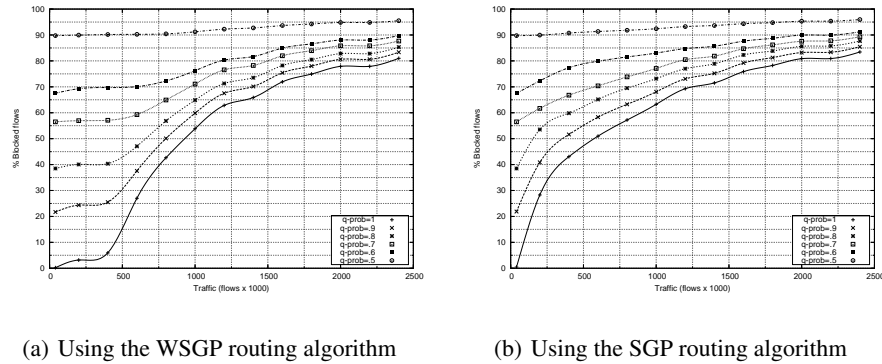 100
90
80
70
60
50
40
30
20
10
0
% Blocked flows
0 500 1000 1500 2000 2500
Traffic (flows x 1000)
q-prob=1
q-prob=.9
q-prob=.8
q-prob=.7
q-prob=.6
q-prob=.5
(a) Using the WSGP routing algorithm
100
90
80
70
60
50
40
30
20
10
0
% Blocked flows
0 500 1000 1500 2000 2500
Traffic (flows x 1000)
q-prob=1
q-prob=.9
q-prob=.8
q-prob=.7
q-prob=.6
q-prob=.5
(b) Using the SGP routing algorithm